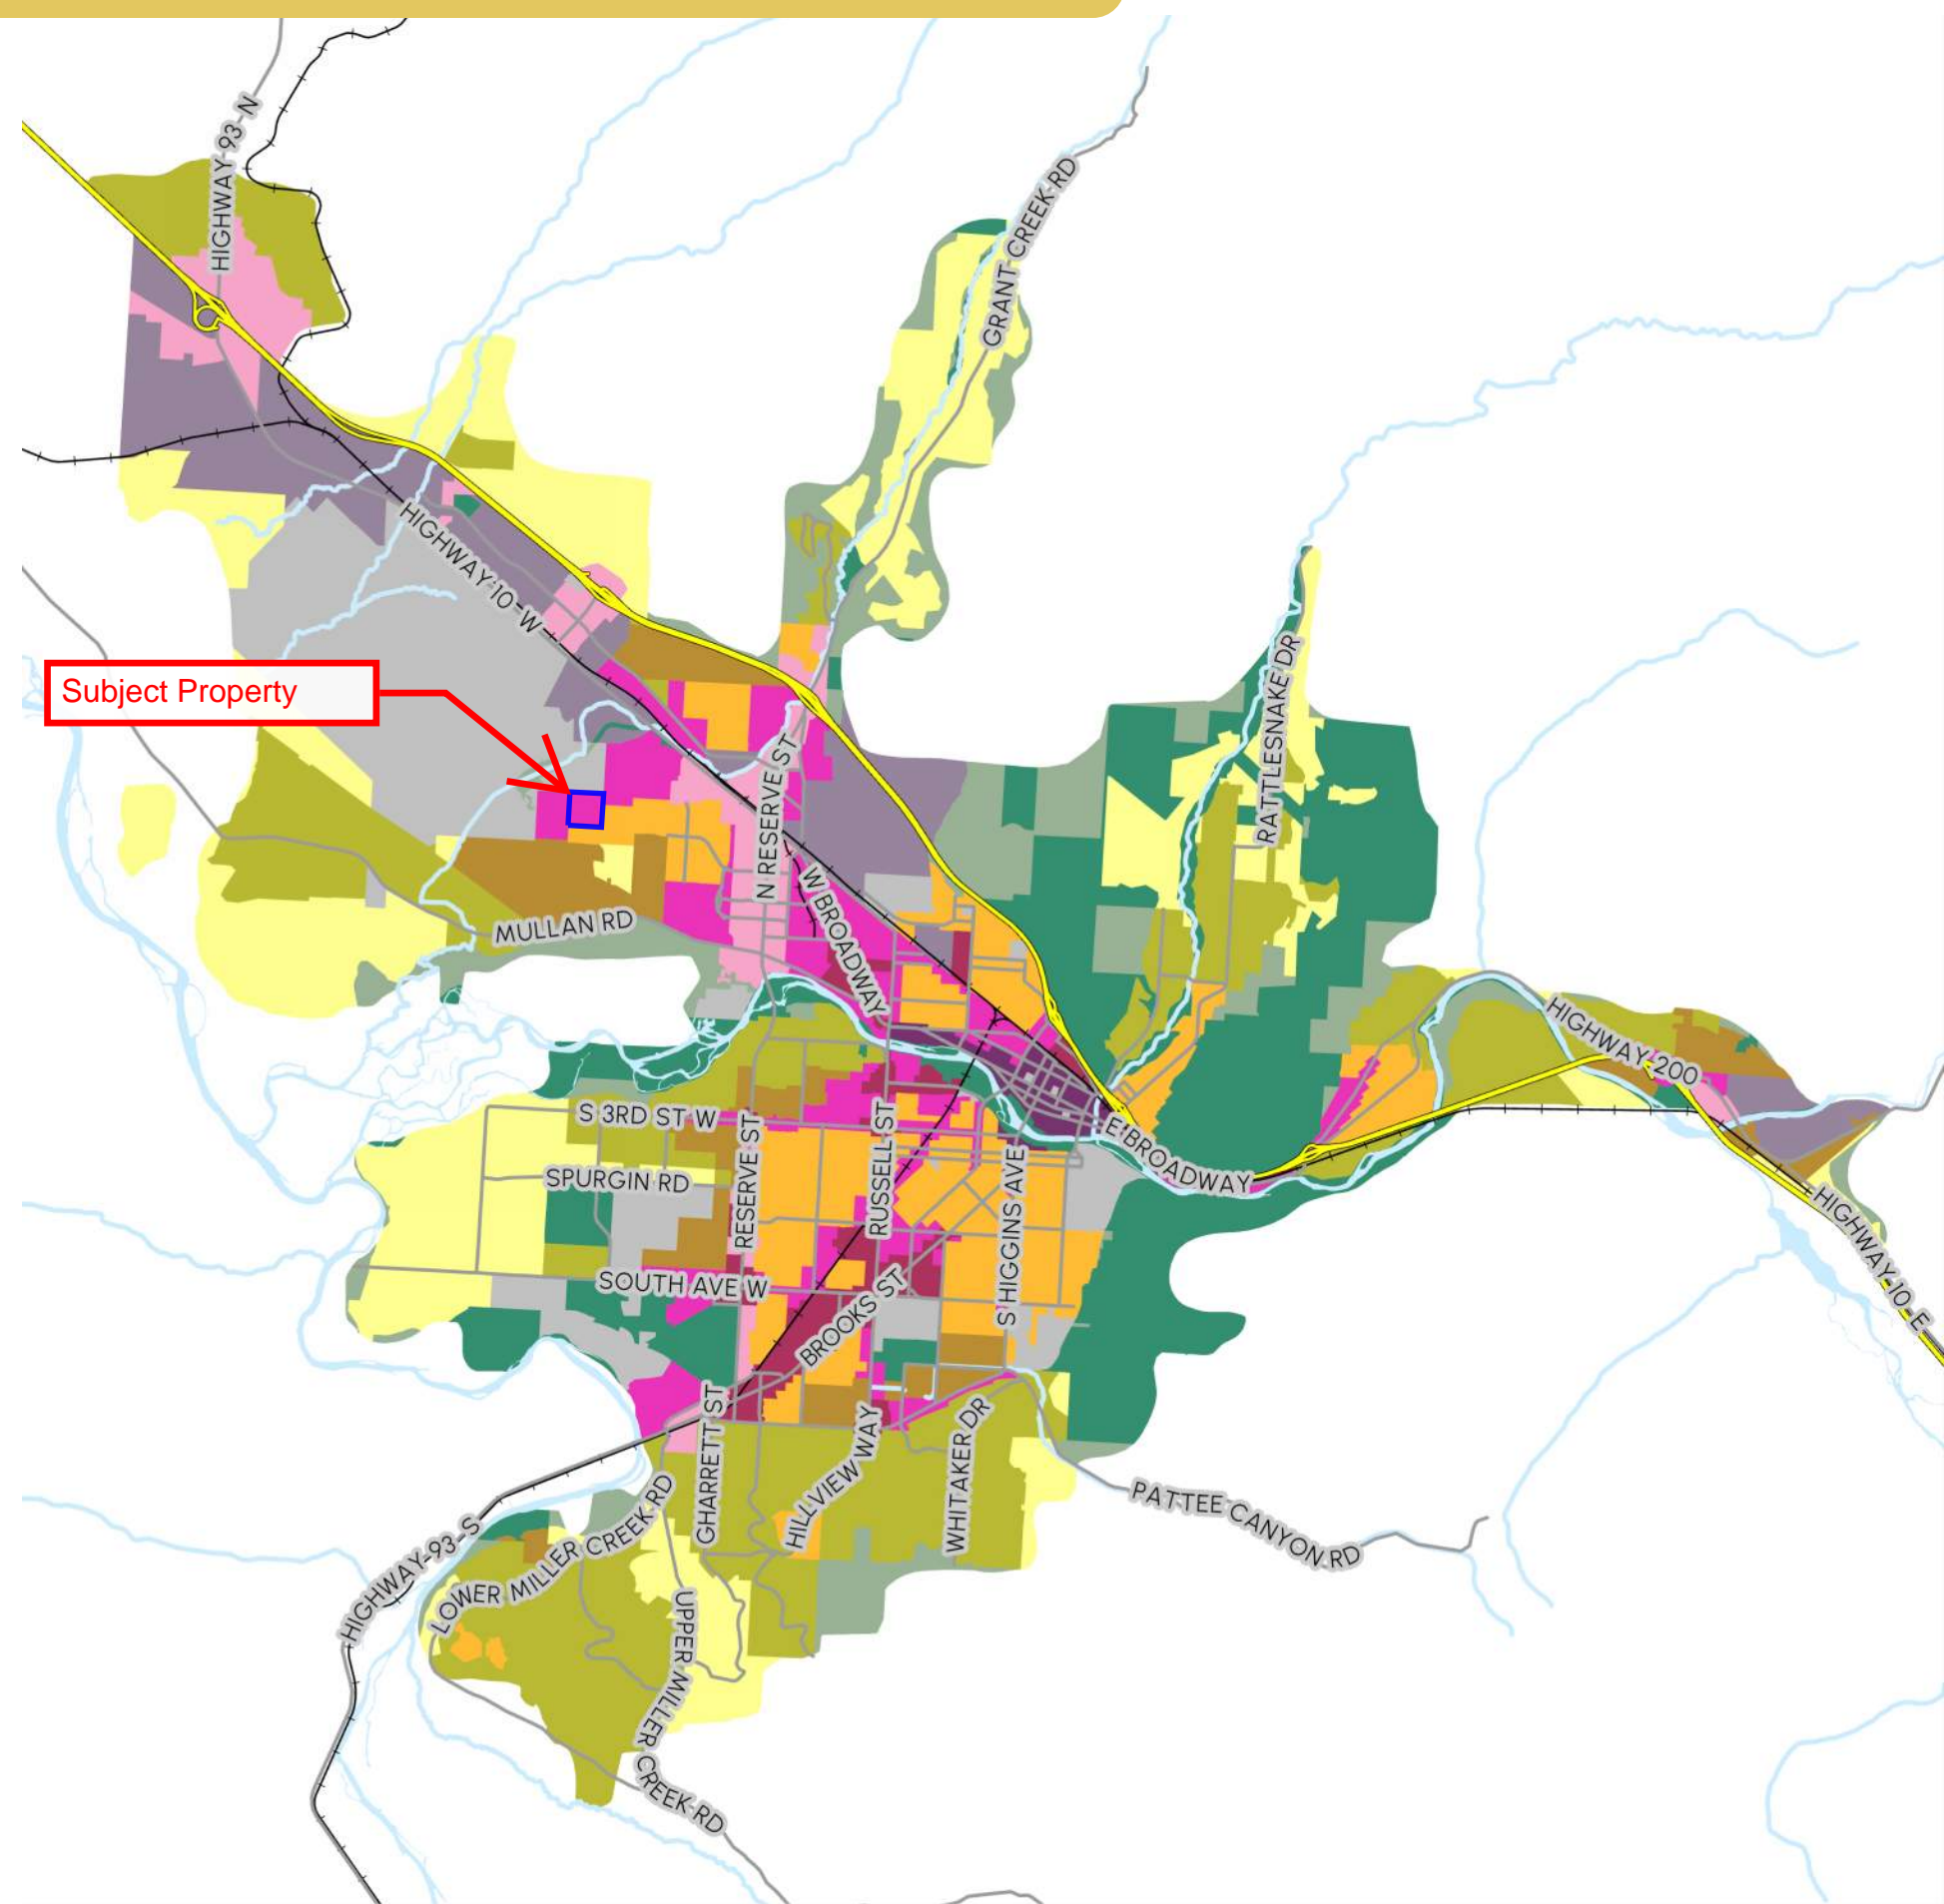 HIGHWAY 93 N
GRANT CREEK RD
HIGHWAY 10 W
RATTLESNAKE DR
Subject Property
N RESERVE ST
W BROADWAY
MULLAN RD
HIGHWAY 200
S 3RD ST W
RESERVE ST
RUSSELL ST
E BROADWAY
SPURGIN RD
S HIGGINS AVE
HIGHWAY 10 E
SOUTH AVE W
BROOKS ST
GHARRETT ST
HILLVIEW WAY
WHITAKER DR
PATTEE CANYON RD
HIGHWAY 93 S
LOWER MILLER CREEK RD
UPPER MILLER CREEK RD